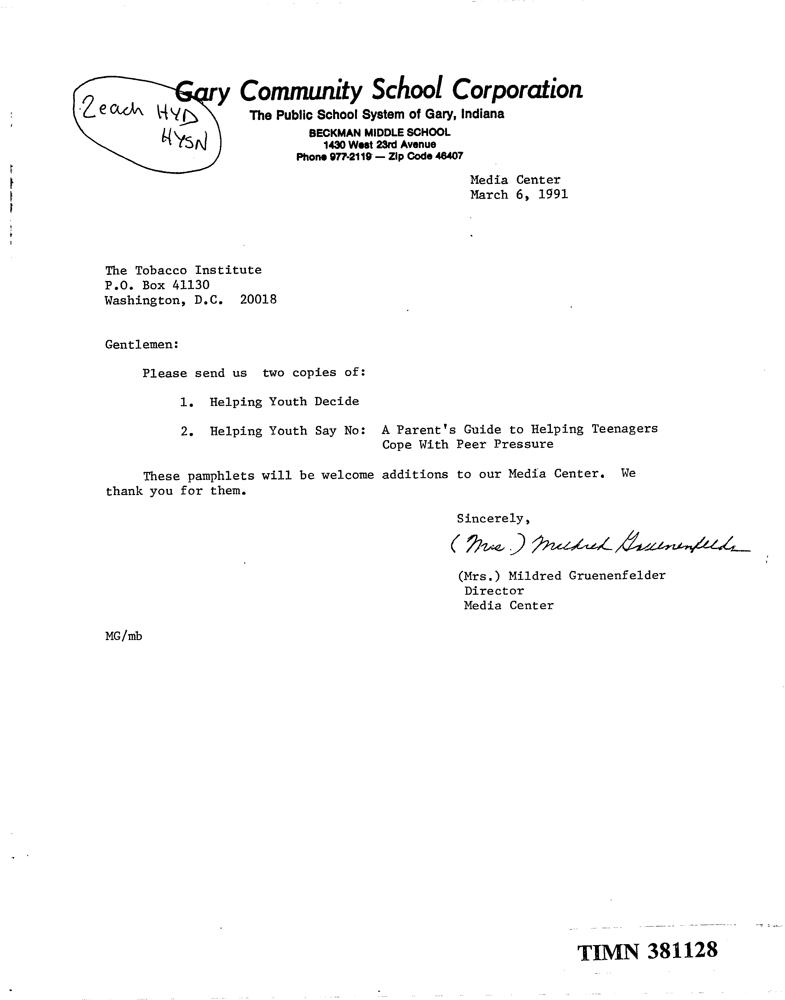 2 each HYD
HYSN
Gary Community School Corporation
The Public School System of Gary, Indiana
BECKMAN MIDDLE SCHOOL
1430 West 23rd Avenue
Phone 977-2119 — Zip Code 46407
Media Center
March 6, 1991
The Tobacco Institute
P.O. Box 41130
Washington, D.C. 20018
Gentlemen:
Please send us two copies of:
1. Helping Youth Decide
2. Helping Youth Say No: A Parent's Guide to Helping Teenagers
Cope With Peer Pressure
These pamphlets will be welcome additions to our Media Center. We
thank you for them.
Sincerely,
(Mrs.) Mildred Gruenenfelder
(Mrs.) Mildred Gruenenfelder
Director
Media Center
MG/mb
TIMN 381128